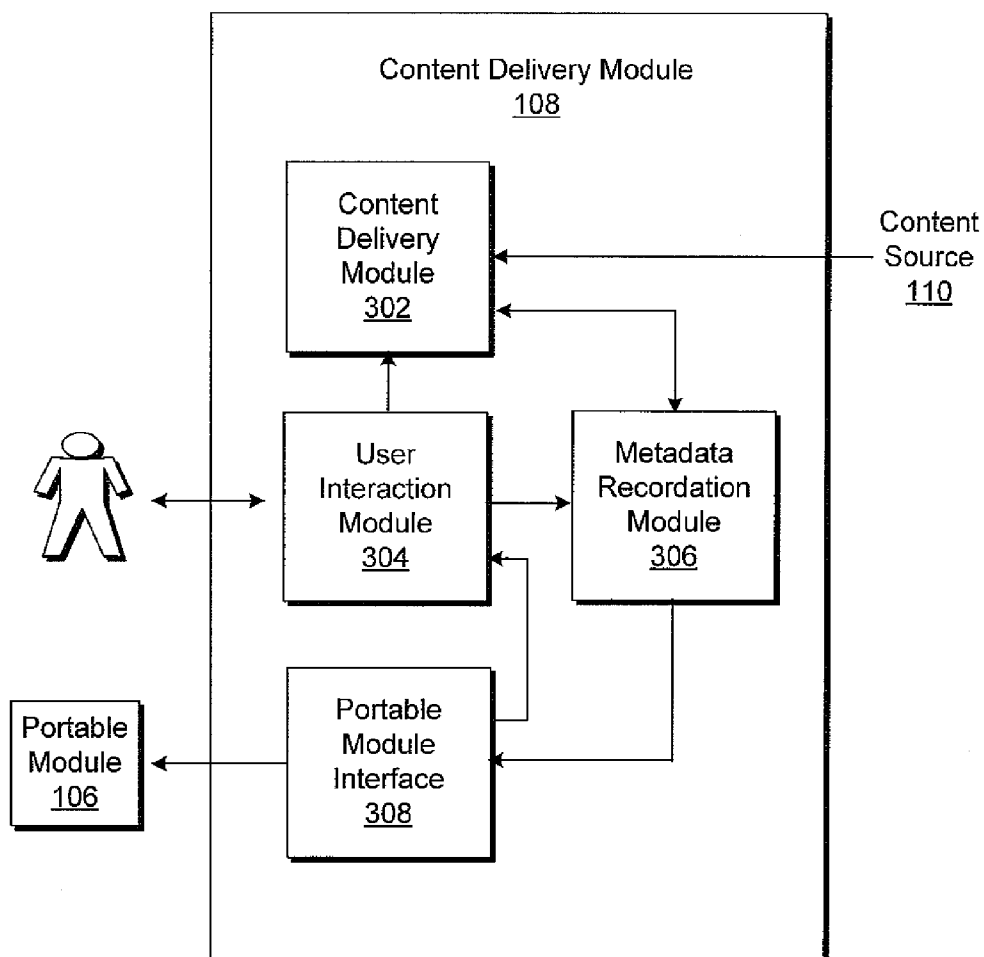 Content Delivery Module
108
Content
Delivery
Module
302
Content
Source
110
User
Interaction
Module
304
Metadata
Recordation
Module
306
Portable
Module
106
Portable
Module
Interface
308